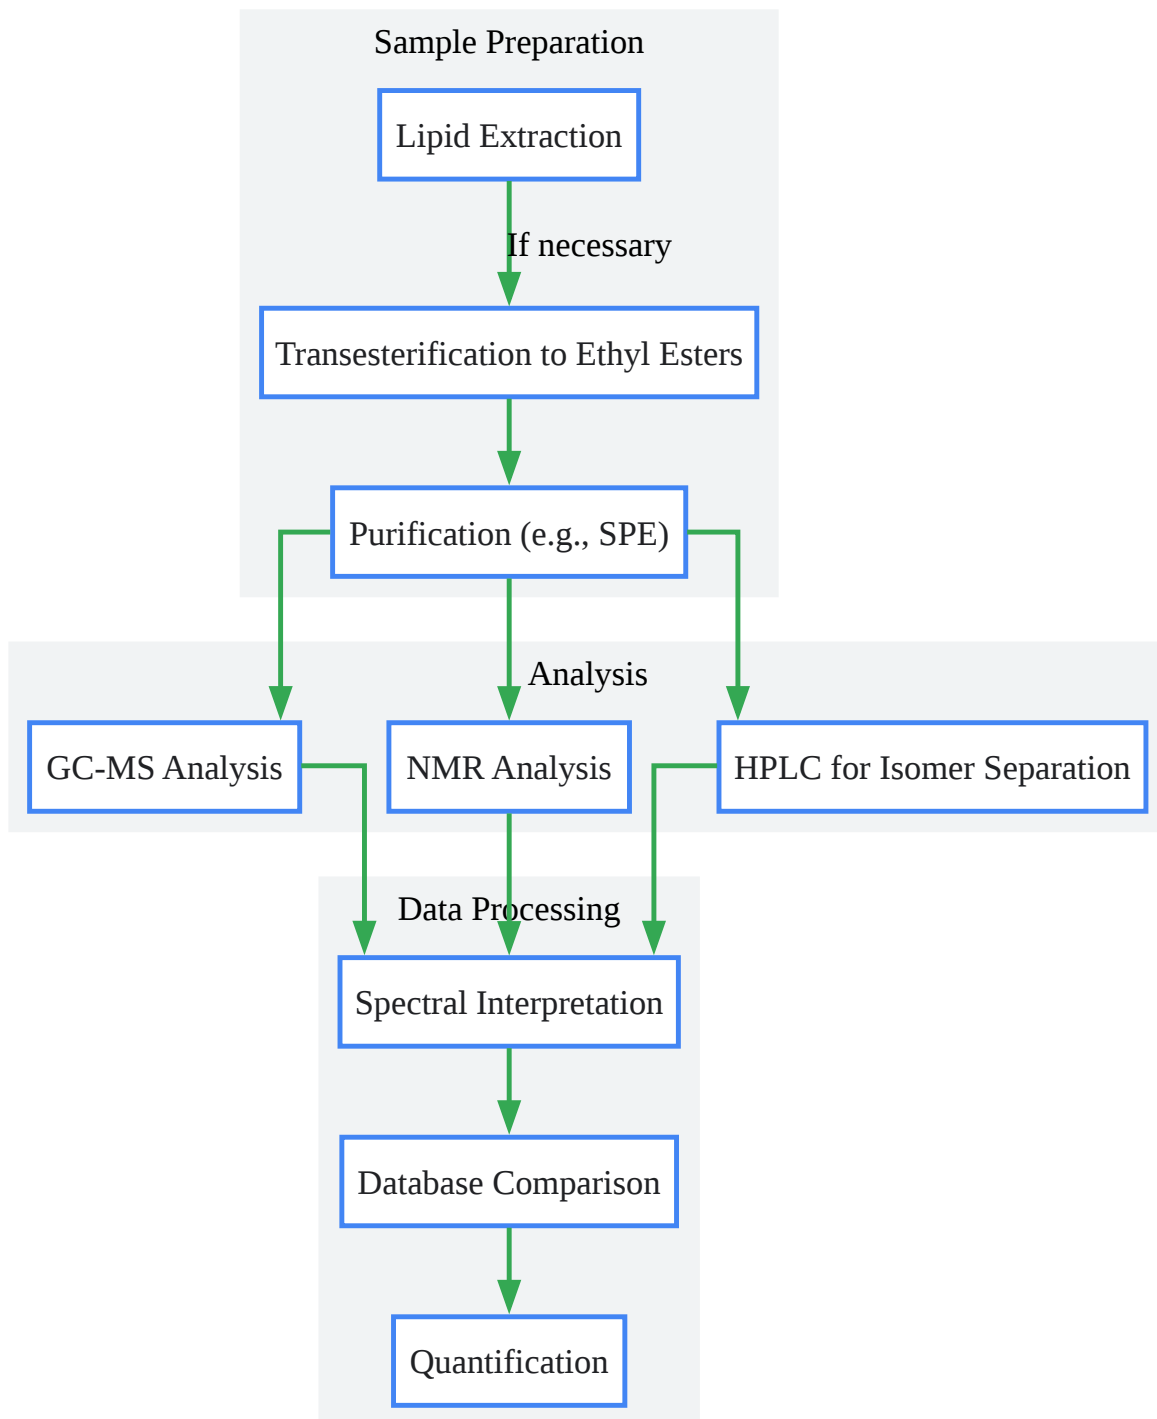 Sample Preparation
Lipid Extraction
If necessary
Transesterification to Ethyl Esters
Purification (e.g., SPE)
Analysis
GC-MS Analysis
NMR Analysis
HPLC for Isomer Separation
Data Processing
Spectral Interpretation
Database Comparison
Quantification